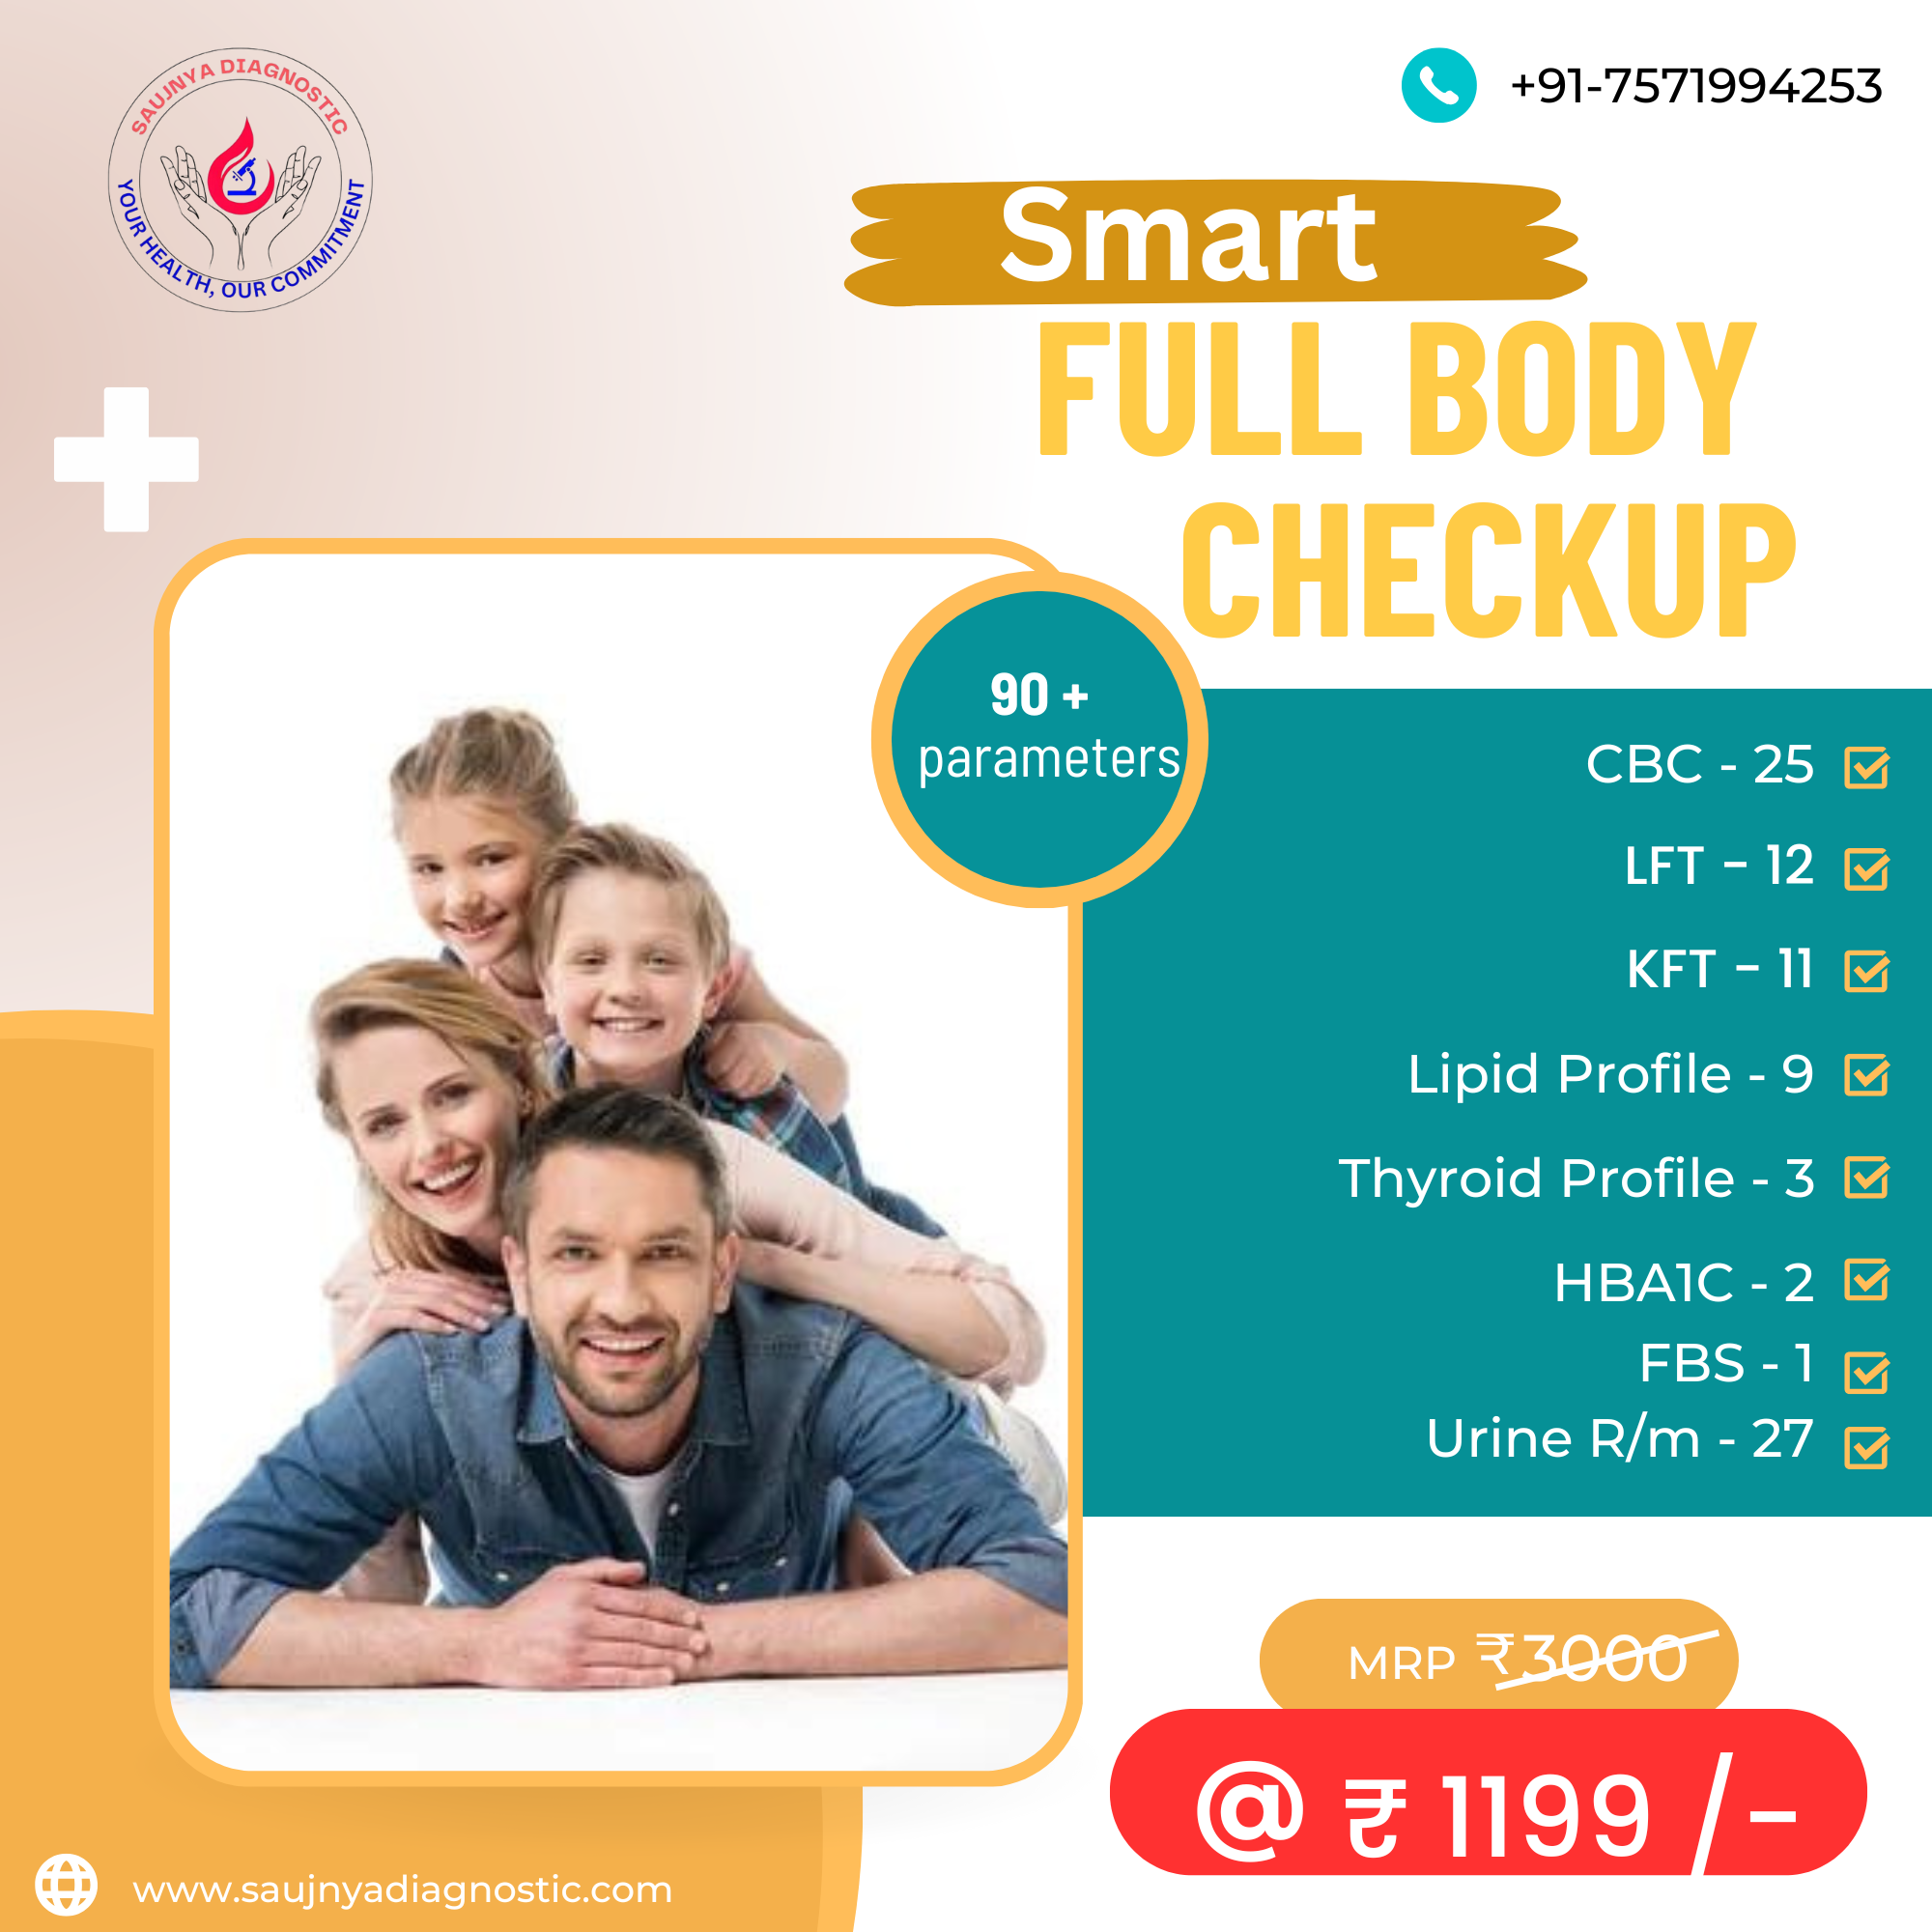 SAUJNYA DIAGNOSTIC
YOUR HEALTH, OUR COMMITMENT
+91-7571994253
Smart
FULL BODY
CHECKUP
90 +
parameters
CBC - 25
LFT - 12
KFT - 11
Lipid Profile - 9
Thyroid Profile - 3
HBA1C - 2
FBS - 1
Urine R/m - 27
MRP ₹3000
@ ₹ 1199 /-
www.saujnyadiagnostic.com